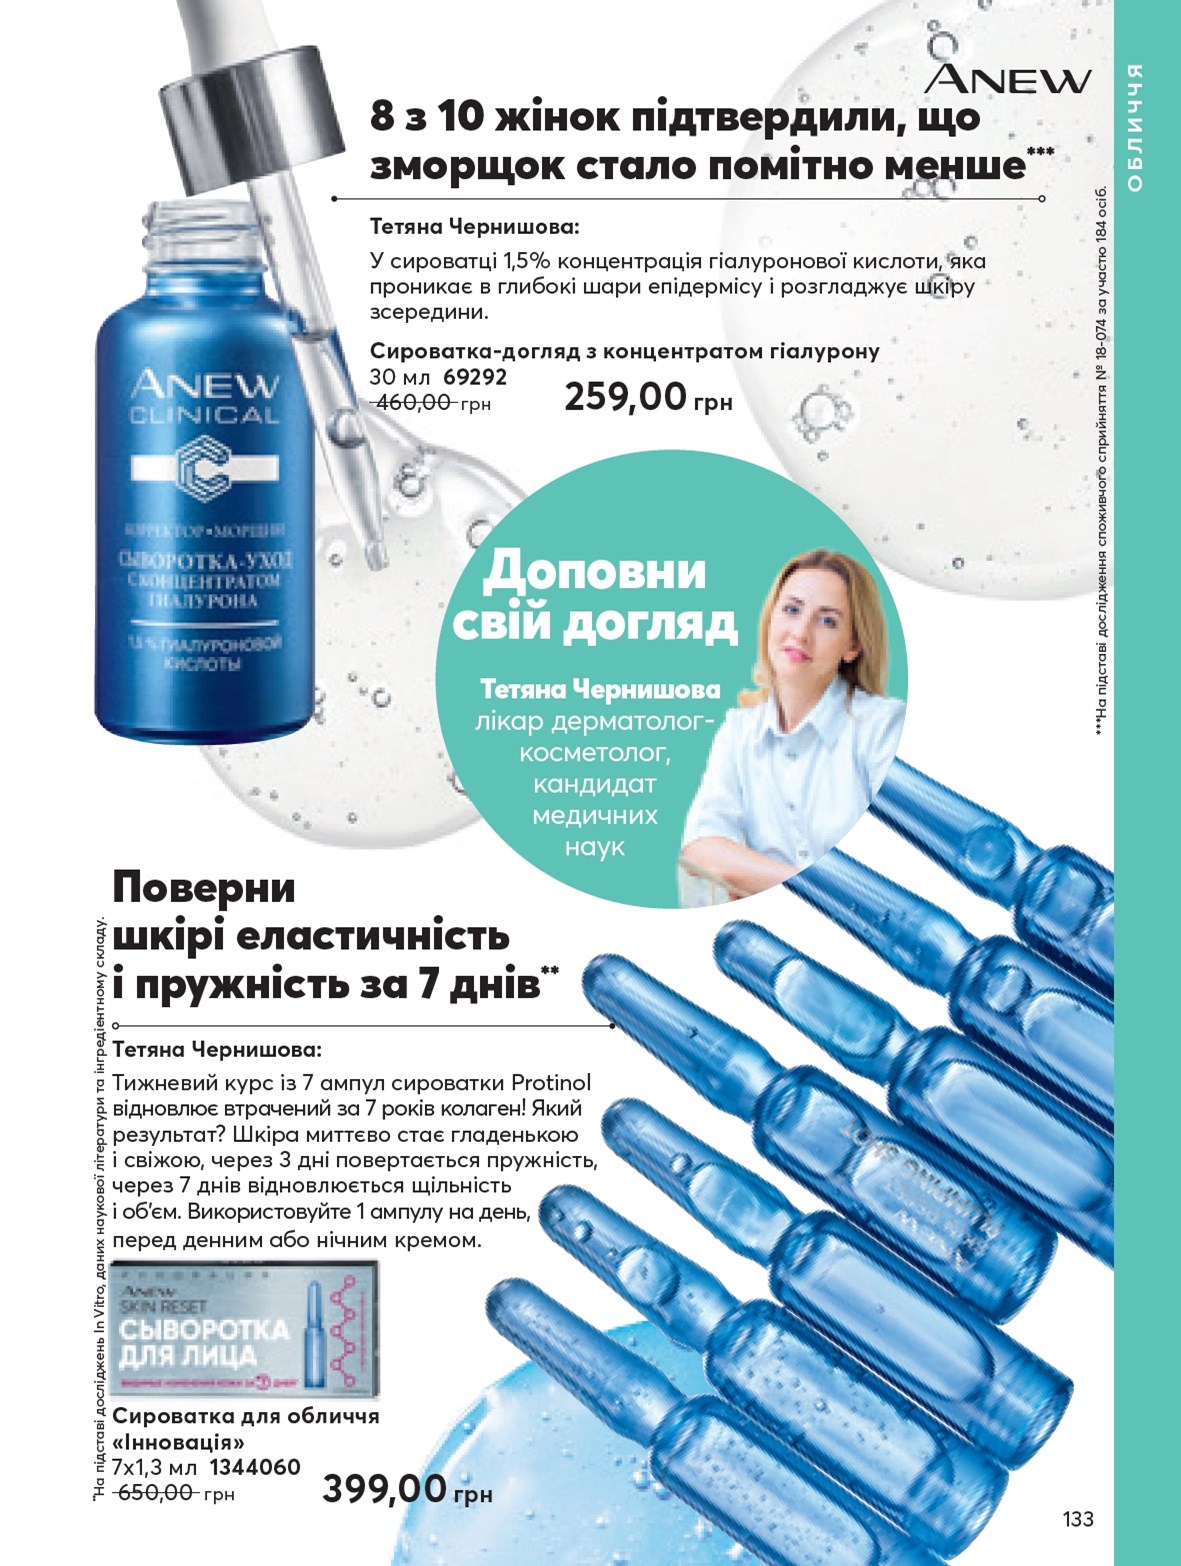 ANEW
ОБЛИЧЧЯ
8 з 10 жінок підтвердили, що
зморщок стало помітно менше***
Тетяна Чернишова:
У сироватці 1,5% концентрація гіалуронової кислоти, яка
проникає в глибокі шари епідермісу і розгладжує шкіру
зсередини.
Сироватка-догляд з концентратом гіалурону
30 мл 69292
460,00 грн
259,00 грн
***На підставі дослідження споживчого сприйняття № 18-074 за участю 184 осіб.
ANEW
CLINICAL
КОРРЕКТОР•МОРЩИН
СЫВОРОТКА-УХОД
С КОНЦЕНТРАТОМ
ГИАЛУРОНА
1,5 % ГИАЛУРОНОВОЙ
КИСЛОТЫ
Доповни
свій догляд
Тетяна Чернишова
лікар дерматолог-
косметолог,
кандидат
медичних
наук
Поверни
шкірі еластичність
і пружність за 7 днів**
Тетяна Чернишова:
Тижневий курс із 7 ампул сироватки Protinol
відновлює втрачений за 7 років колаген! Який
результат? Шкіра миттєво стає гладенькою
і свіжою, через 3 дні повертається пружність,
через 7 днів відновлюється щільність
і об'єм. Використовуйте 1 ампулу на день,
перед денним або нічним кремом.
**На підставі досліджень In Vitro, даних наукової літератури та інгредієнтному складу.
ИННОВАЦИЯ
ANEW
SKIN RESET
СЫВОРОТКА
ДЛЯ ЛИЦА
ВИДИМЫЕ ИЗМЕНЕНИЯ КОЖИ ЗА 7 ДНЕЙ
Сироватка для обличчя
«Інновація»
7x1,3 мл 1344060
650,00 грн
399,00 грн
133